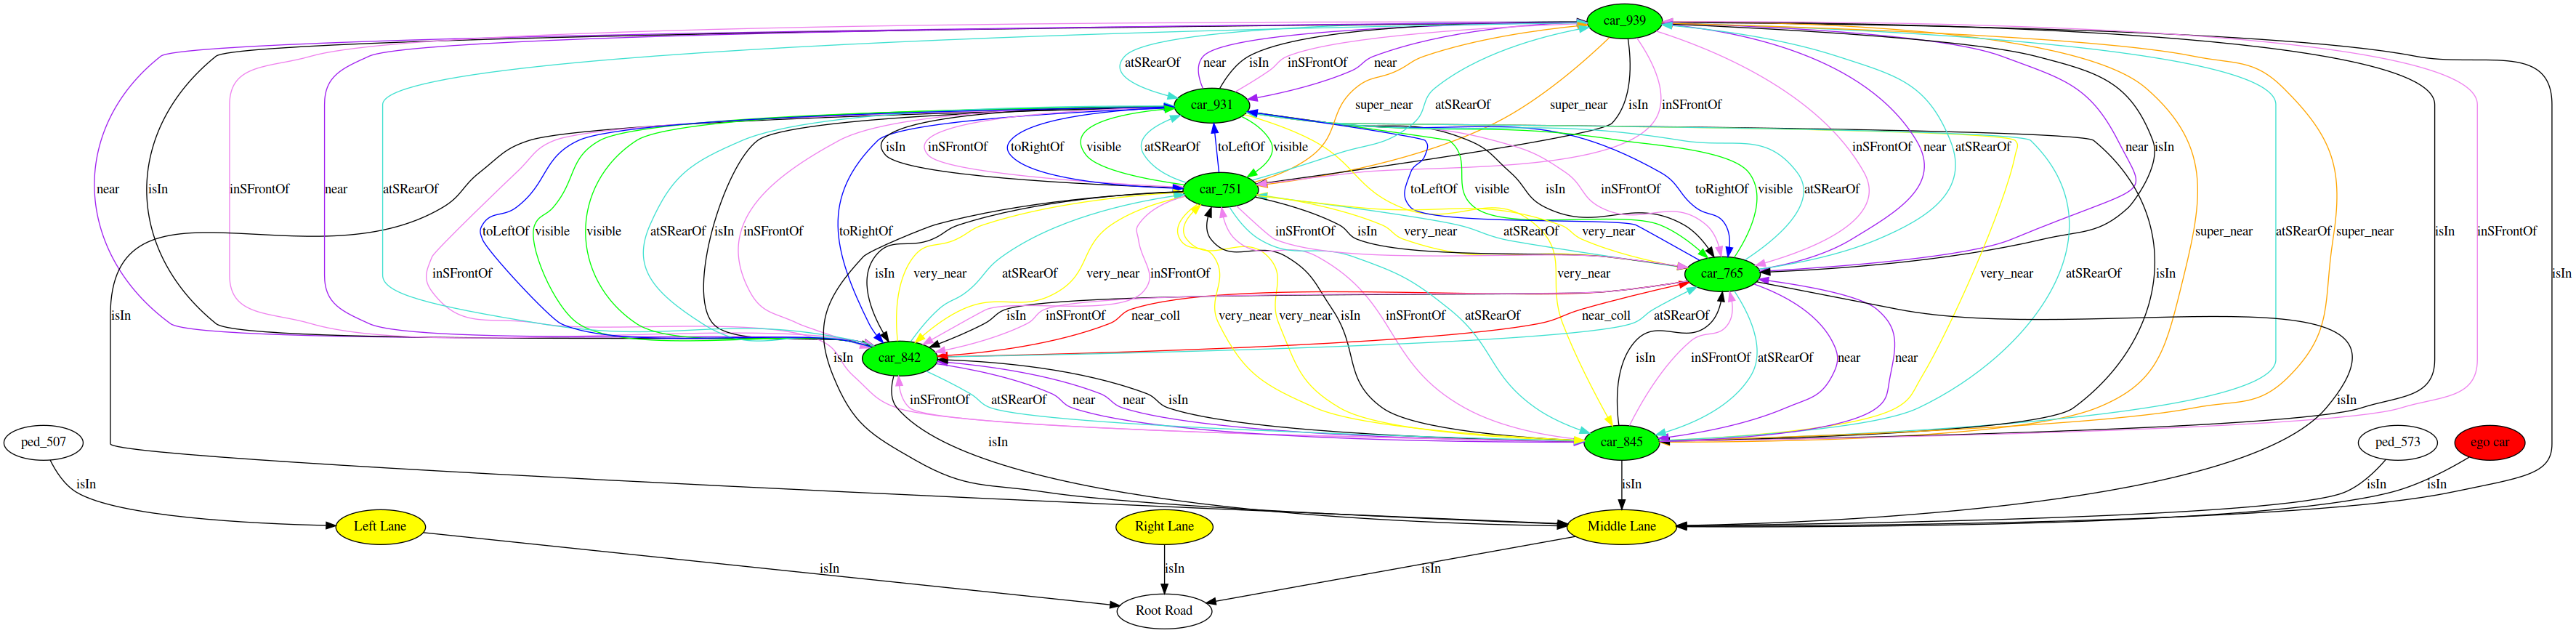 car_939
atSRearOf near isIn inSFrontOf near
car_931
super_near atSRearOf super_near isIn inSFrontOf
isIn inSFrontOf toRightOf visible atSRearOf toLeftOf visible inSFrontOf near atSRearOf near isIn
near isIn inSFrontOf near atSRearOf car_751 toLeftOf visible isIn inSFrontOf toRightOf visible atSRearOf
toLeftOf visible visible atSRearOf isIn inSFrontOf toRightOf inSFrontOf isIn very_near atSRearOf very_near super_near atSRearOf super_near isIn inSFrontOf
inSFrontOf isIn very_near atSRearOf very_near inSFrontOf very_near car_765 very_near atSRearOf isIn isIn
isIn isIn inSFrontOf near_coll very_near very_near isIn inSFrontOf atSRearOf near_coll atSRearOf
car_842 isIn isIn inSFrontOf atSRearOf near near
inSFrontOf atSRearOf near near isIn isIn
ped_507 isIn car_845 ped_573 ego car
isIn isIn isIn isIn
Left Lane Right Lane Middle Lane
isIn isIn isIn
Root Road